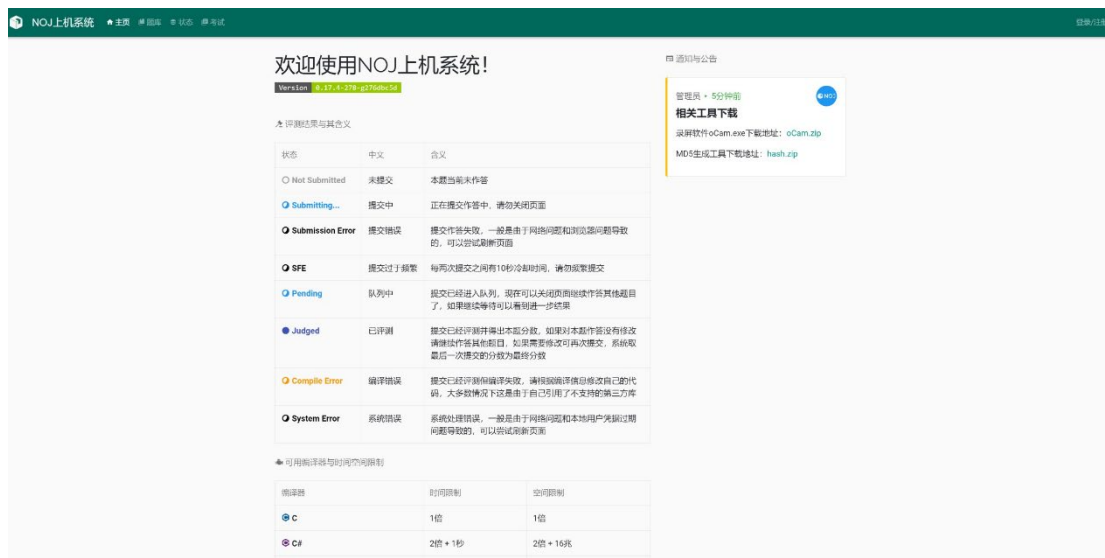 NOJ上机系统 主页 题库 状态 考试 登录/注册
欢迎使用NOJ上机系统!
Version 0.17.4-270-g276dbc5d
评测结果与其含义
状态 中文 含义
Not Submitted 未提交 本题当前未作答
Submitting... 提交中 正在提交作答中，请勿关闭页面
Submission Error 提交错误 提交作答失败，一般是由于网络问题和浏览器问题导致
的，可以尝试刷新页面
SFE 提交过于频繁 每两次提交之间有10秒冷却时间，请勿频繁提交
Pending 队列中 提交已经进入队列，现在可以关闭页面继续作答其他题目
了，如果继续等待可以看到进一步结果
Judged 已评测 提交已经评测并得出本题分数，如果对本题作答没有修改
请继续作答其他题目，如果需要修改可再次提交，系统取
最后一次提交的分数为最终分数
Compile Error 编译错误 提交已经评测但编译失败，请根据编译信息修改自己的代
码，大多数情况下这是由于自己引用了不支持的第三方库
System Error 系统错误 系统处理错误，一般是由于网络问题和本地用户凭据过期
问题导致的，可以尝试刷新页面
可用编译器与时间空间限制
编译器 时间限制 空间限制
C 1倍 1倍
C# 2倍 + 1秒 2倍 + 16兆
通知与公告
管理员 • 5分钟前
NOJ
相关工具下载
录屏软件oCam.exe下载地址：oCam.zip
MD5生成工具下载地址：hash.zip